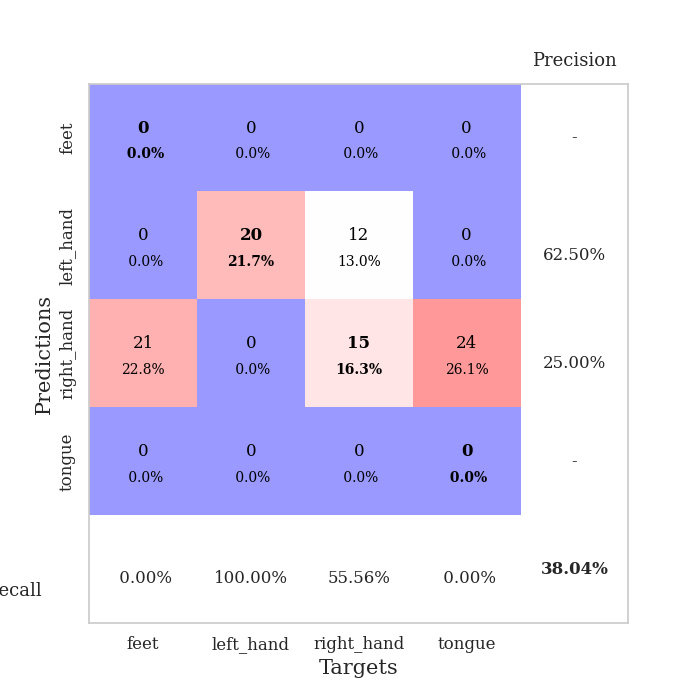 Precision
feet
0 0 0 0 -
0.0% 0.0% 0.0% 0.0%
left_hand
0 20 12 0 62.50%
0.0% 21.7% 13.0% 0.0%
Predictions
right_hand
21 0 15 24 25.00%
22.8% 0.0% 16.3% 26.1%
tongue
0 0 0 0 -
0.0% 0.0% 0.0% 0.0%
ecall 0.00% 100.00% 55.56% 0.00% 38.04%
feet left_hand right_hand tongue
Targets